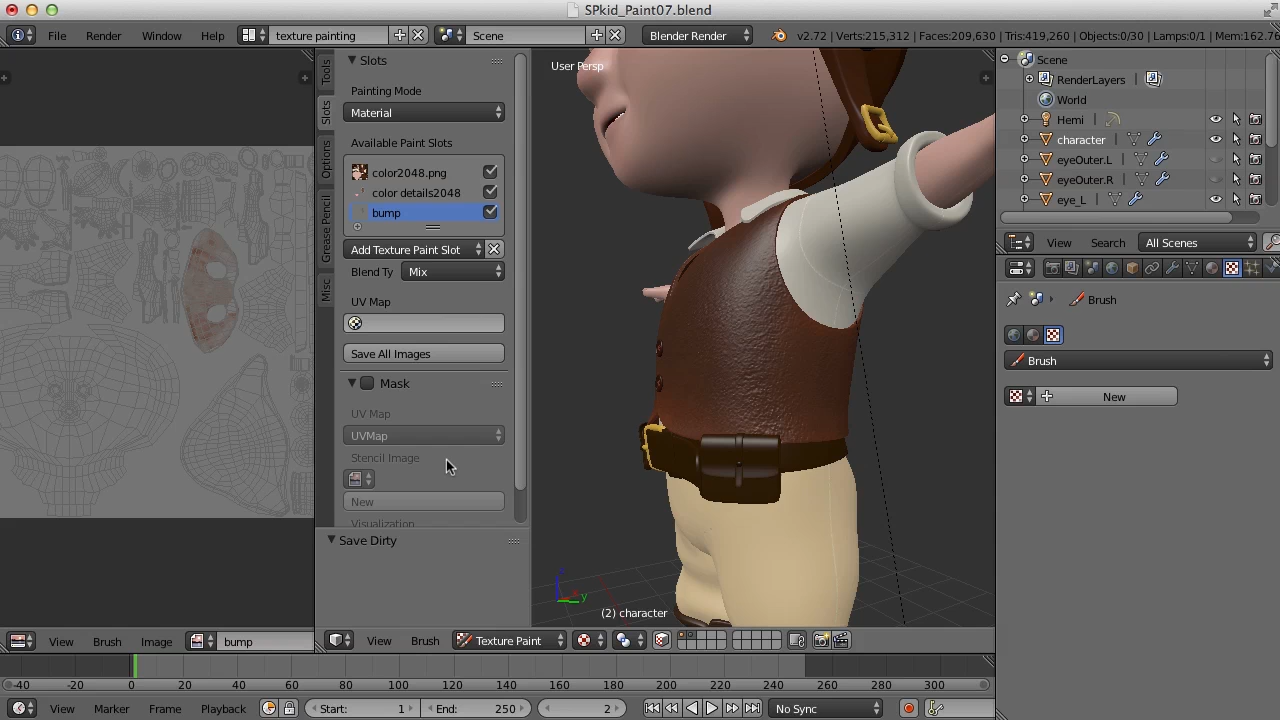 SPkid_Paint07.blend
File Render Window Help texture painting Scene Blender Render v2.72 | Verts:215,312 | Faces:209,630 | Tris:419,260 | Objects:0/30 | Lamps:0/1 | Mem:162.76
Tools
Slots
Options
Grease Pencil
Misc
Slots
Painting Mode
Material
Available Paint Slots
color2048.png
color details2048
bump
Add Texture Paint Slot
Blend Ty Mix
UV Map
Save All Images
Mask
UV Map
UVMap
Stencil Image
New
Visualization
Save Dirty
User Persp
z
y
(2) character
Scene
RenderLayers
World
Hemi
character
eyeOuter.L
eyeOuter.R
eye_L
View Search All Scenes
Brush
Brush
New
View Brush Image bump
View Brush Texture Paint
-40 -20 0 20 40 60 80 100 120 140 160 180 200 220 240 260 280 300
View Marker Frame Playback Start: 1 End: 250 2 No Sync